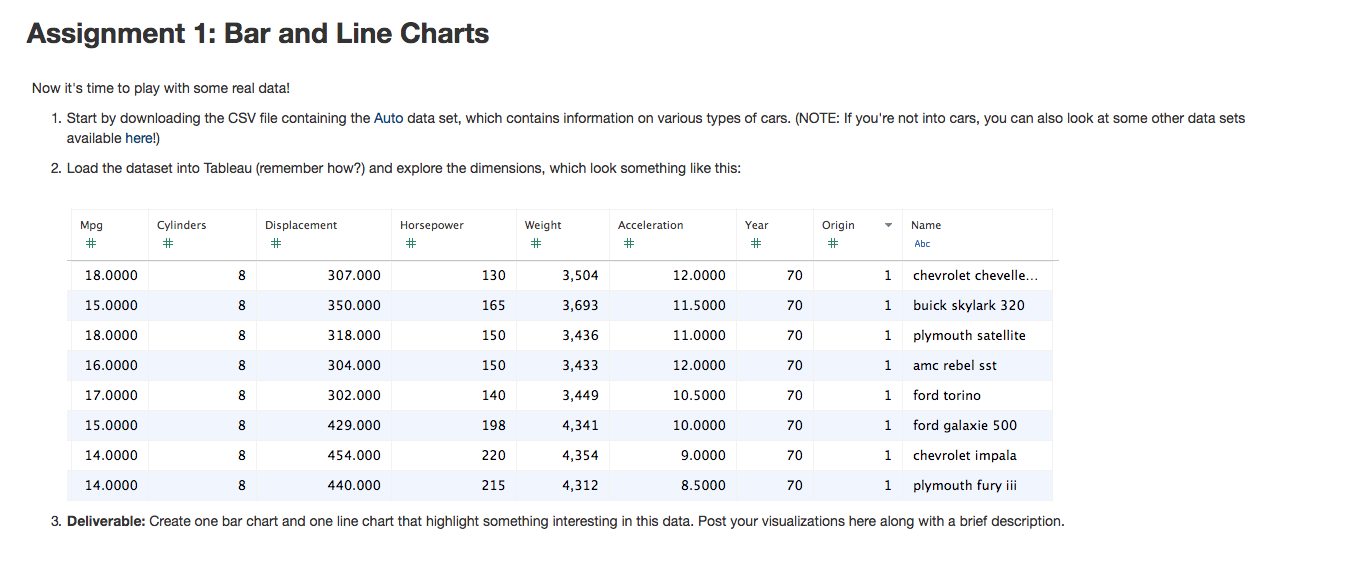 Assignment 1: Bar and Line Charts
Now it's time to play with some real data!
1. Start by downloading the CSV file containing the Auto data set, which contains information on various types of cars. (NOTE: If you're not into cars, you can also look at some other data sets
available here!)
2. Load the dataset into Tableau (remember how?) and explore the dimensions, which look something like this:
Mpg Cylinders Displacement Horsepower Weight Acceleration Year Origin Name
# # # # # # # # Abc
18.0000 8 307.000 130 3,504 12.0000 70 1 chevrolet chevelle...
15.0000 8 350.000 165 3,693 11.5000 70 1 buick skylark 320
18.0000 8 318.000 150 3,436 11.0000 70 1 plymouth satellite
16.0000 8 304.000 150 3,433 12.0000 70 1 amc rebel sst
17.0000 8 302.000 140 3,449 10.5000 70 1 ford torino
15.0000 8 429.000 198 4,341 10.0000 70 1 ford galaxie 500
14.0000 8 454.000 220 4,354 9.0000 70 1 chevrolet impala
14.0000 8 440.000 215 4,312 8.5000 70 1 plymouth fury iii
3. Deliverable: Create one bar chart and one line chart that highlight something interesting in this data. Post your visualizations here along with a brief description.